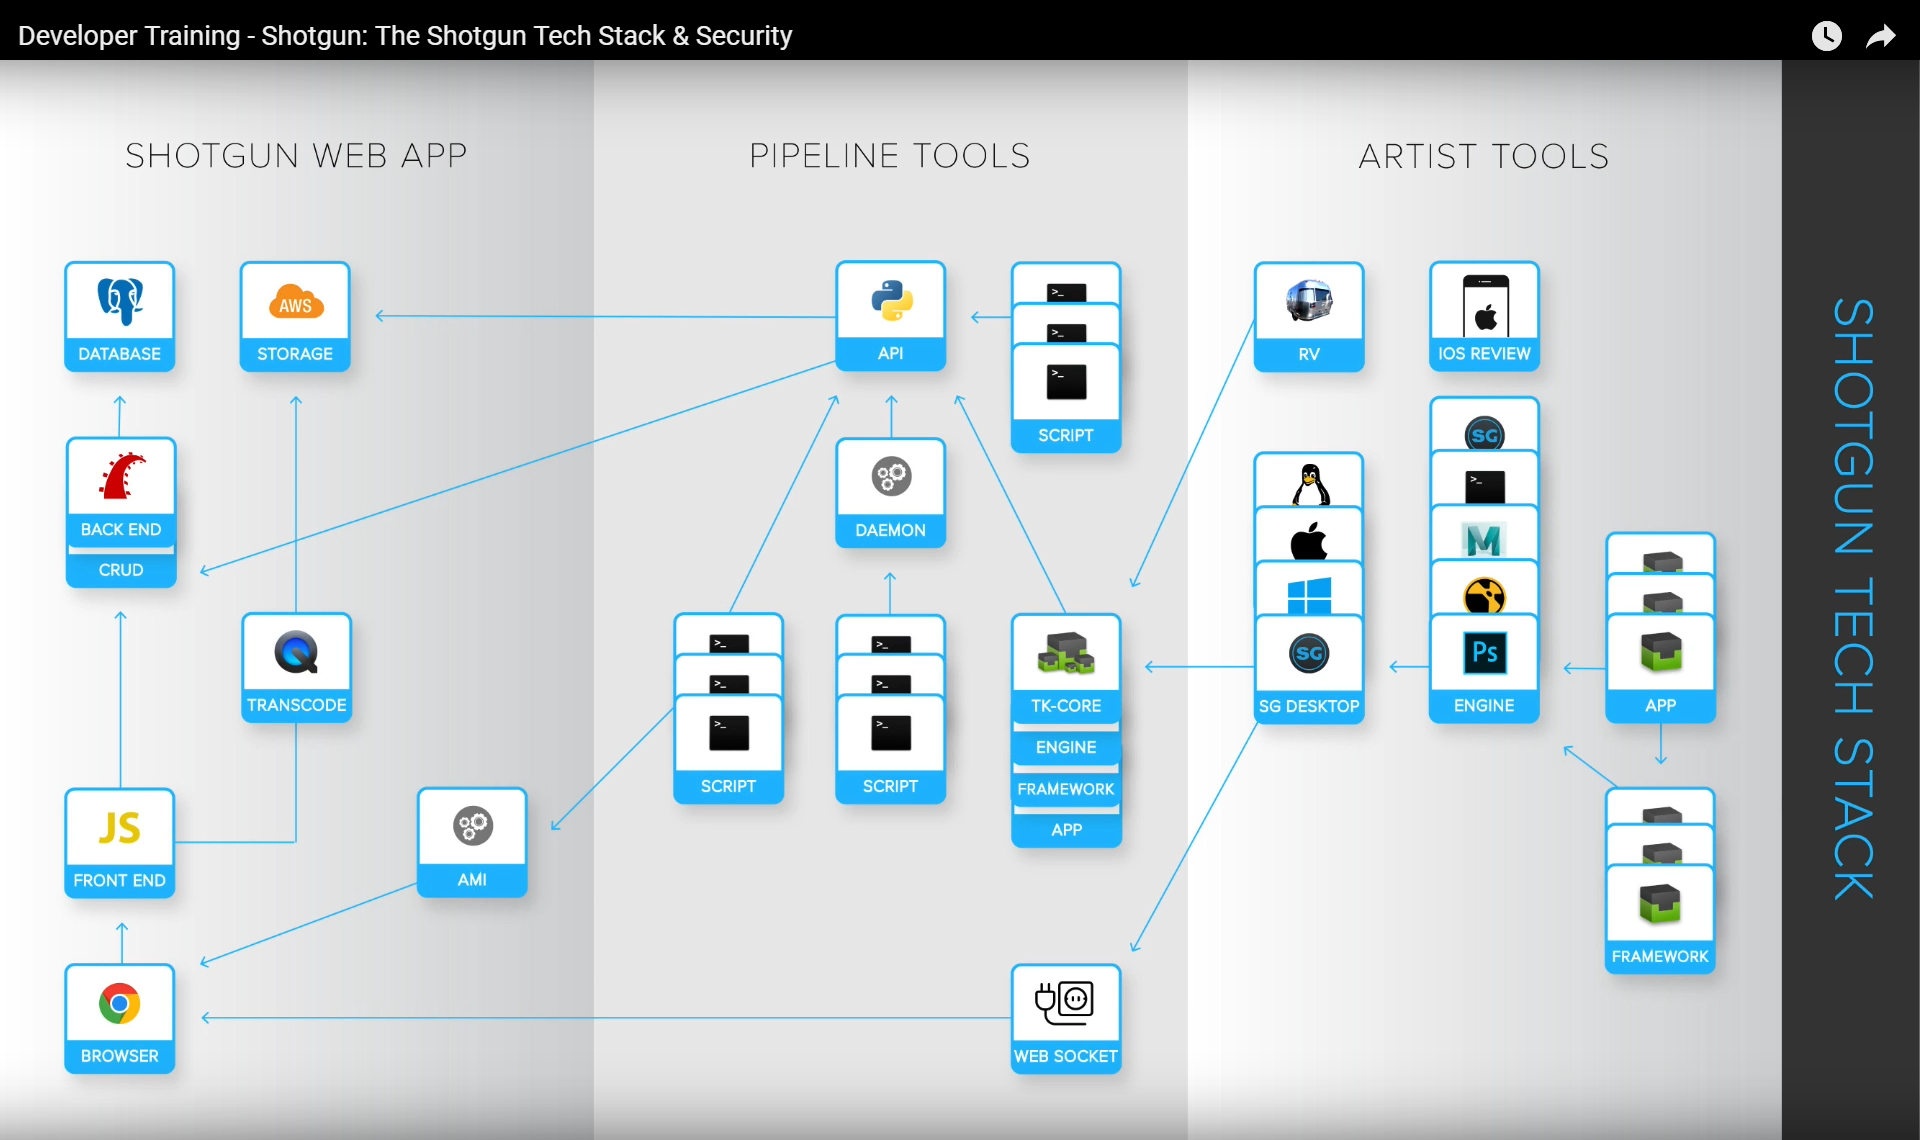 Developer Training - Shotgun: The Shotgun Tech Stack & Security
SHOTGUN WEB APP
PIPELINE TOOLS
ARTIST TOOLS
SHOTGUN TECH STACK
DATABASE
AWS
STORAGE
BACK END
CRUD
TRANSCODE
JS
FRONT END
AMI
BROWSER
API
>_
>_
>_
SCRIPT
DAEMON
>_
>_
>_
SCRIPT
>_
>_
>_
SCRIPT
TK-CORE
ENGINE
FRAMEWORK
APP
WEB SOCKET
RV
IOS REVIEW
SG
SG DESKTOP
SG
>_
M
Ps
ENGINE
APP
FRAMEWORK